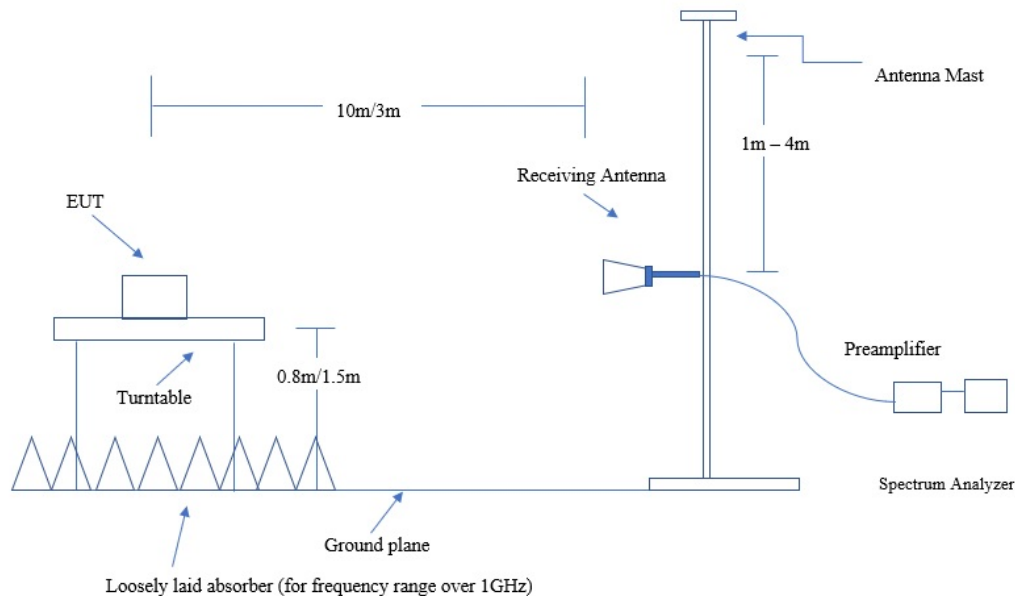 Antenna Mast
10m/3m
1m – 4m
Receiving Antenna
EUT
Preamplifier
0.8m/1.5m
Turntable
Spectrum Analyzer
Ground plane
Loosely laid absorber (for frequency range over 1GHz)